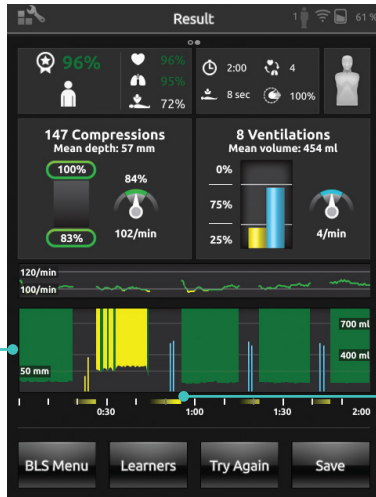 Result
1
61 %
96%
96%
95%
72%
2:00
4
8 sec
100%
147 Compressions
Mean depth: 57 mm
100%
84%
83%
102/min
8 Ventilations
Mean volume: 454 ml
0%
75%
25%
4/min
120/min
100/min
700 ml
400 ml
50 mm
0:30
1:00
1:30
2:00
BLS Menu
Learners
Try Again
Save